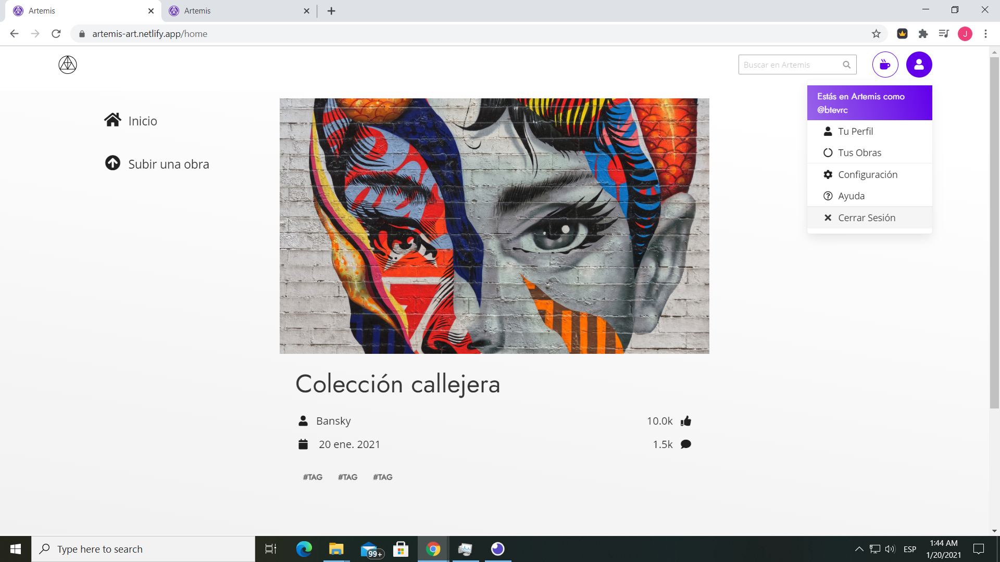 Artemis
Artemis
artemis-art.netlify.app/home
J
Buscar en Artemis
Estás en Artemis como
@btevrc
Inicio
Subir una obra
Tu Perfil
Tus Obras
Configuración
Ayuda
Cerrar Sesión
Colección callejera
Bansky
10.0k
20 ene. 2021
1.5k
#TAG #TAG #TAG
Type here to search
99+
ESP
1:44 AM
1/20/2021